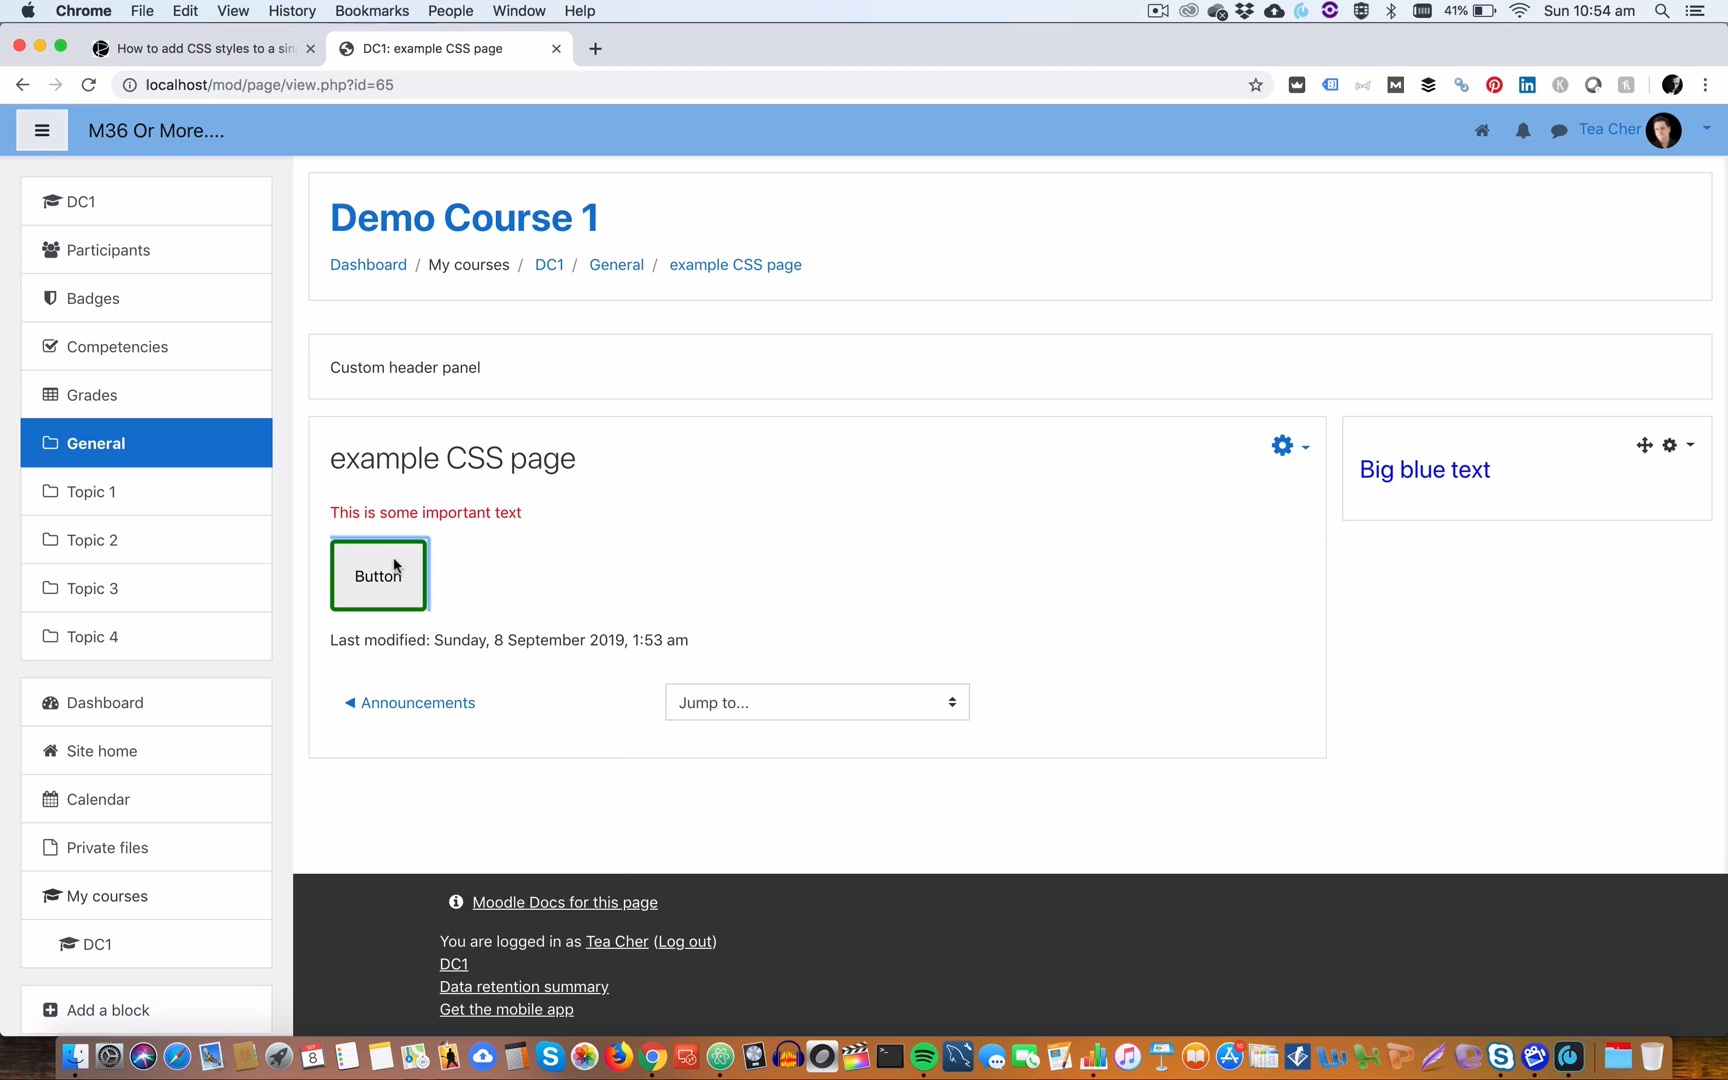 Chrome File Edit View History Bookmarks People Window Help
41% Sun 10:54 am
How to add CSS styles to a sin
DC1: example CSS page
localhost/mod/page/view.php?id=65
M36 Or More....
Tea Cher
DC1
Participants
Badges
Competencies
Grades
General
Topic 1
Topic 2
Topic 3
Topic 4
Dashboard
Site home
Calendar
Private files
My courses
DC1
Add a block
Demo Course 1
Dashboard / My courses / DC1 / General / example CSS page
Custom header panel
example CSS page
This is some important text
Button
Last modified: Sunday, 8 September 2019, 1:53 am
◄ Announcements
Jump to...
Big blue text
Moodle Docs for this page
You are logged in as Tea Cher (Log out)
DC1
Data retention summary
Get the mobile app